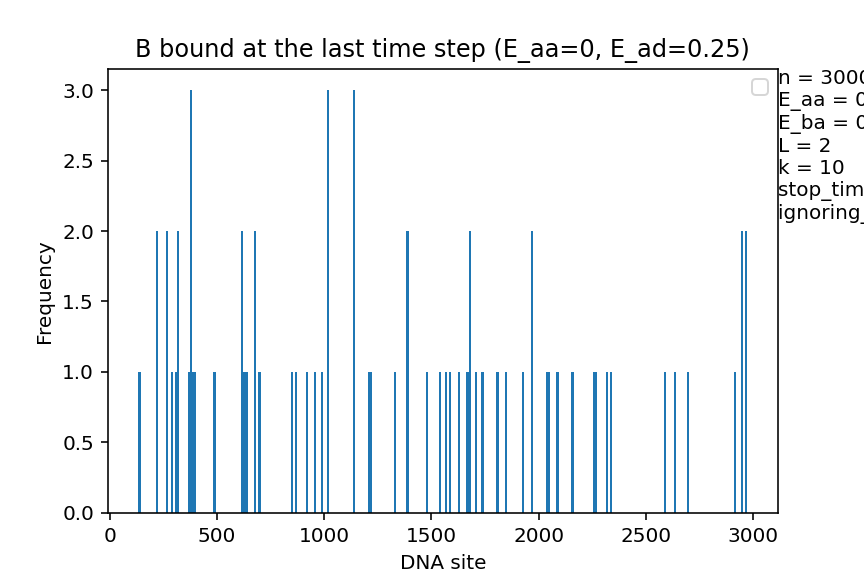 B bound at the last time step (E_aa=0, E_ad=0.25)
3.0
2.5
2.0
1.5
1.0
0.5
0.0
Frequency
0
500
1000
1500
2000
2500
3000
DNA site
n = 3000
E_aa = 0
E_ba = 0
L = 2
k = 10
stop_tim
ignoring_